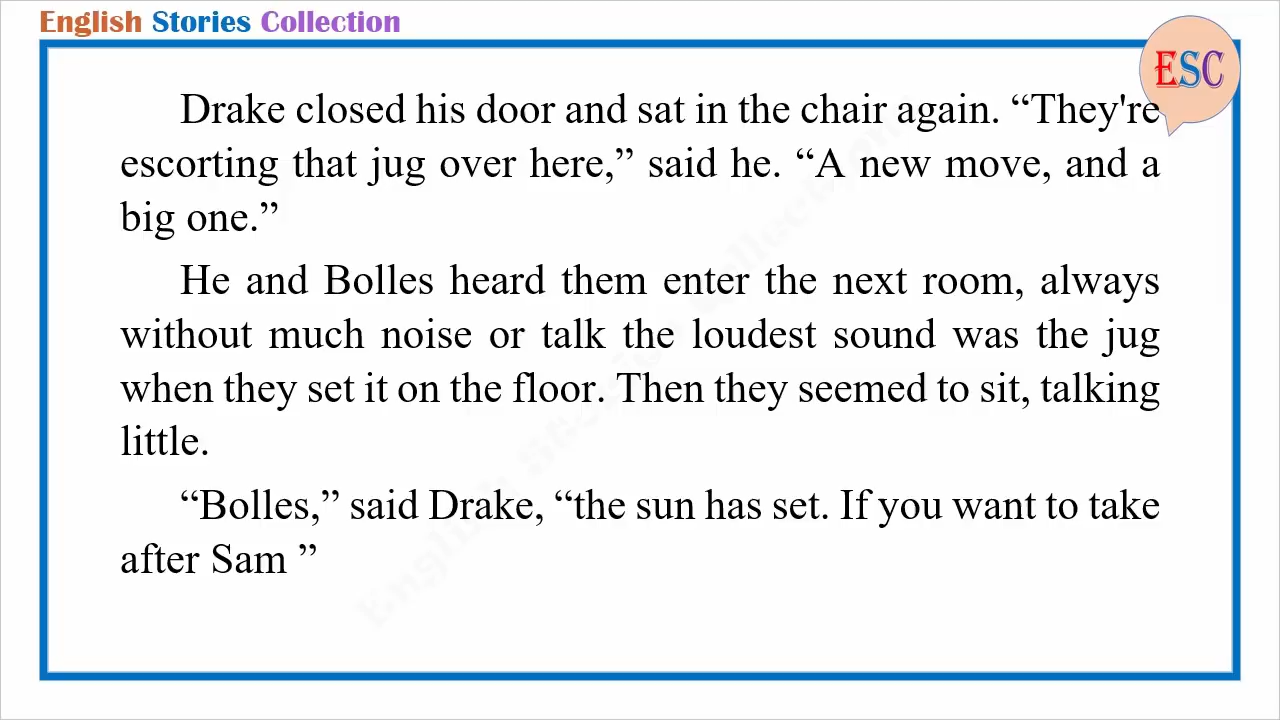 English Stories Collection
ESC
Drake closed his door and sat in the chair again. “They're
escorting that jug over here,” said he. “A new move, and a
big one.”
He and Bolles heard them enter the next room, always
without much noise or talk the loudest sound was the jug
when they set it on the floor. Then they seemed to sit, talking
little.
“Bolles,” said Drake, “the sun has set. If you want to take
after Sam ”
English Stories Collection